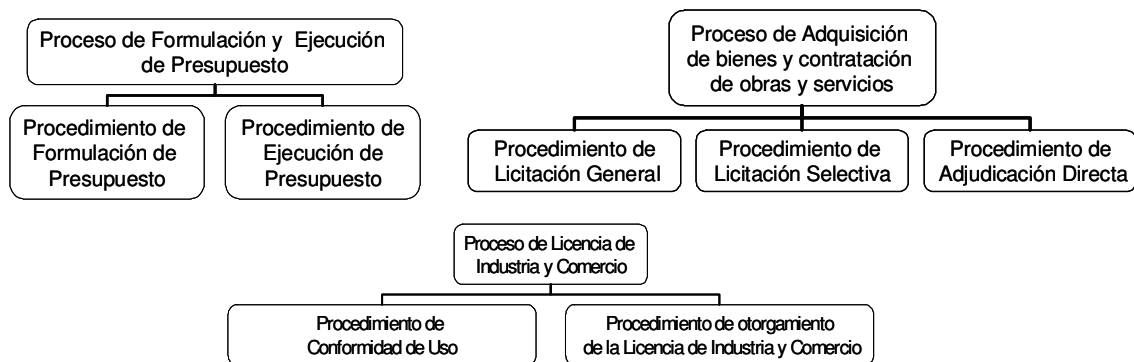 Proceso de Formulación y Ejecución
de Presupuesto
Procedimiento de
Formulación de
Presupuesto
Procedimiento de
Ejecución de
Presupuesto
Proceso de Adquisición
de bienes y contratación
de obras y servicios
Procedimiento de
Licitación General
Procedimiento de
Licitación Selectiva
Procedimiento de
Adjudicación Directa
Proceso de Licencia de
Industria y Comercio
Procedimiento de
Conformidad de Uso
Procedimiento de otorgamiento
de la Licencia de Industria y Comercio